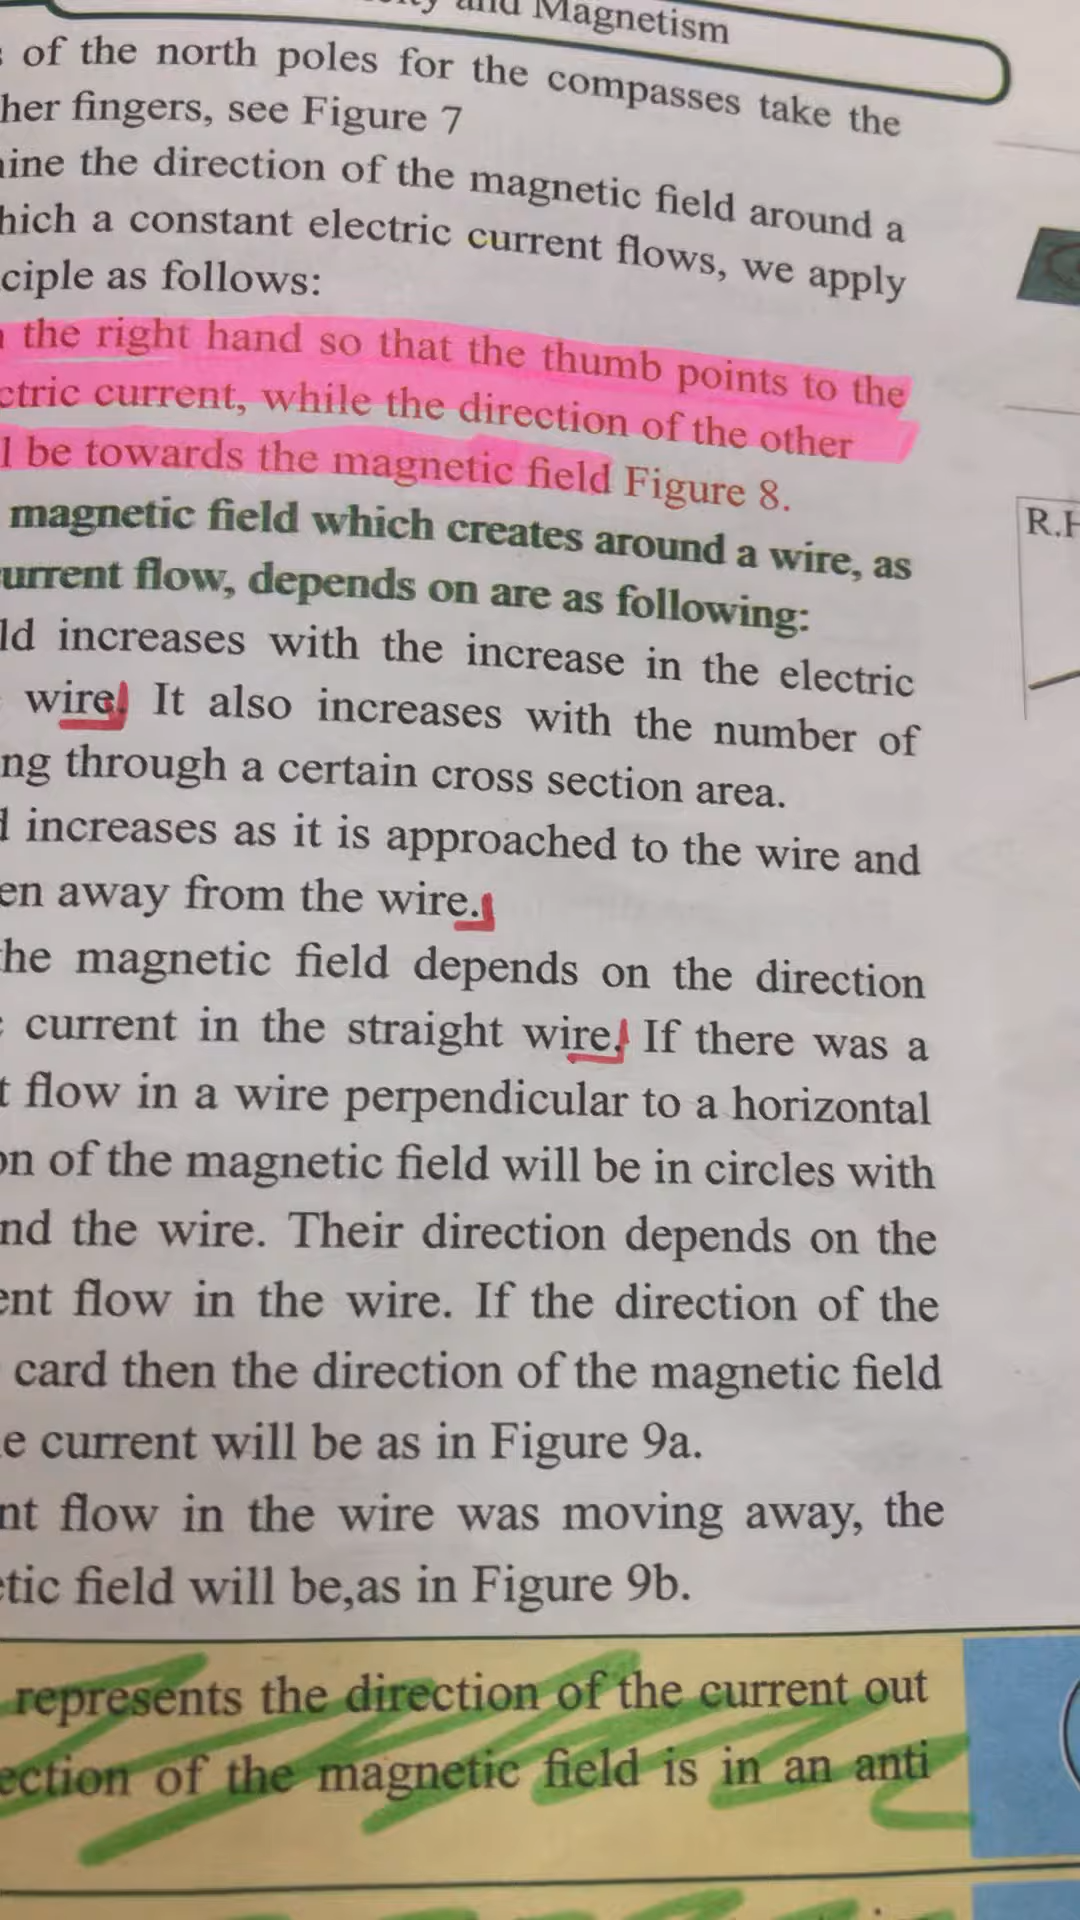 and Magnetism
of the north poles for the compasses take the
her fingers, see Figure 7
ine the direction of the magnetic field around a
hich a constant electric current flows, we apply
ciple as follows:
the right hand so that the thumb points to the
ctric current, while the direction of the other
l be towards the magnetic field Figure 8.
magnetic field which creates around a wire, as
urrent flow, depends on are as following:
ld increases with the increase in the electric
wire. It also increases with the number of
ng through a certain cross section area.
d increases as it is approached to the wire and
en away from the wire.
he magnetic field depends on the direction
current in the straight wire. If there was a
t flow in a wire perpendicular to a horizontal
on of the magnetic field will be in circles with
nd the wire. Their direction depends on the
ent flow in the wire. If the direction of the
card then the direction of the magnetic field
e current will be as in Figure 9a.
nt flow in the wire was moving away, the
etic field will be,as in Figure 9b.
represents the direction of the current out
ection of the magnetic field is in an anti
R.H